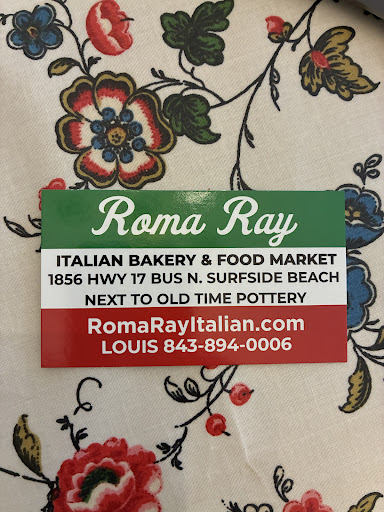 Roma Ray
ITALIAN BAKERY & FOOD MARKET
1856 HWY 17 BUS N. SURFSIDE BEACH
NEXT TO OLD TIME POTTERY
RomaRayItalian.com
LOUIS 843-894-0006